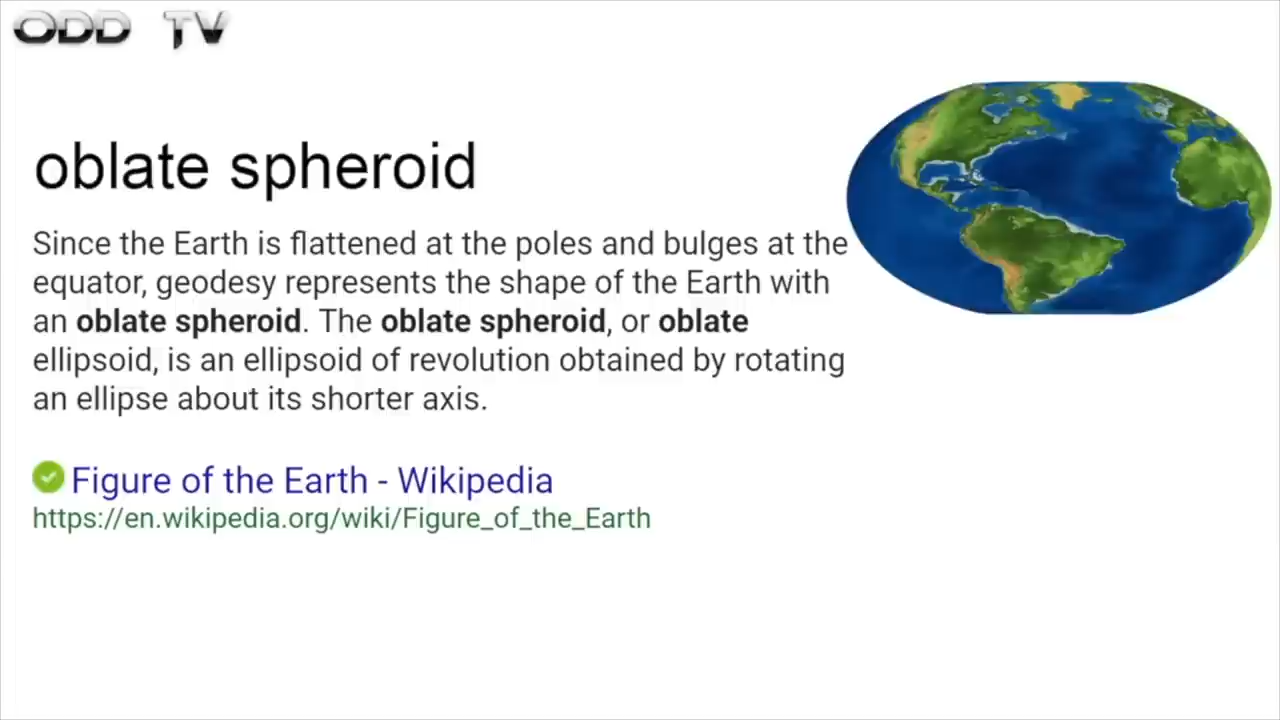 ODD TV
oblate spheroid
Since the Earth is flattened at the poles and bulges at the
equator, geodesy represents the shape of the Earth with
an oblate spheroid. The oblate spheroid, or oblate
ellipsoid, is an ellipsoid of revolution obtained by rotating
an ellipse about its shorter axis.
Figure of the Earth - Wikipedia
https://en.wikipedia.org/wiki/Figure_of_the_Earth